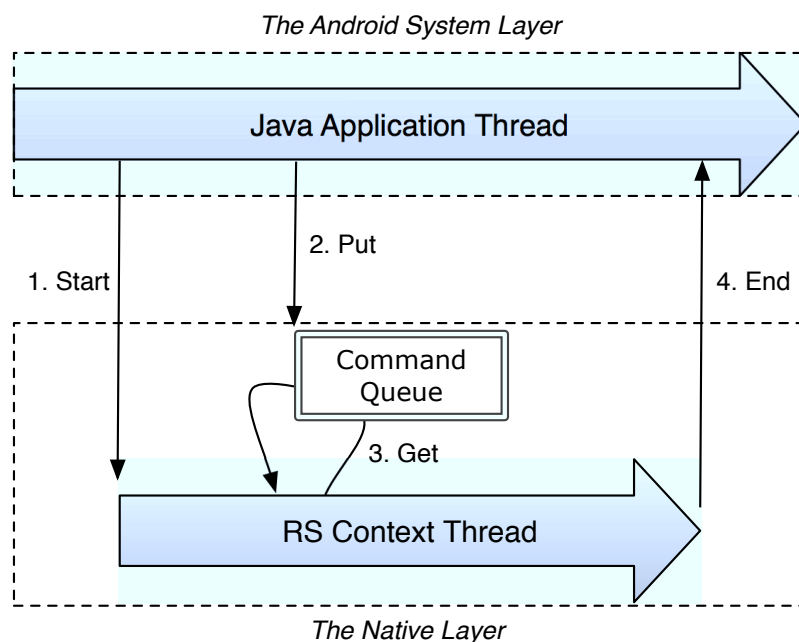 The Android System Layer
Java Application Thread
2. Put
1. Start
4. End
Command
Queue
3. Get
RS Context Thread
The Native Layer